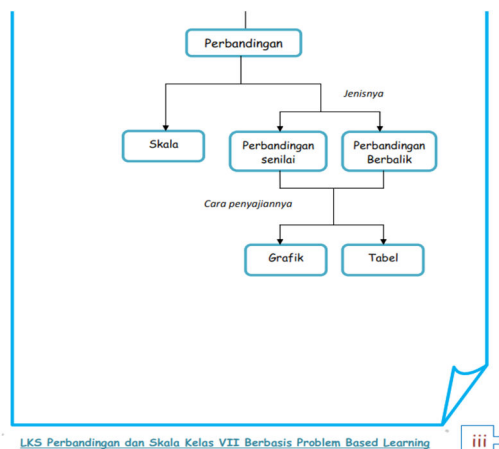 Perbandingan
Jenisnya
Skala
Perbandingan
senilai
Perbandingan
Berbalik
Cara penyajiannya
Grafik
Tabel
LKS Perbandingan dan Skala Kelas VII Berbasis Problem Based Learning
iii